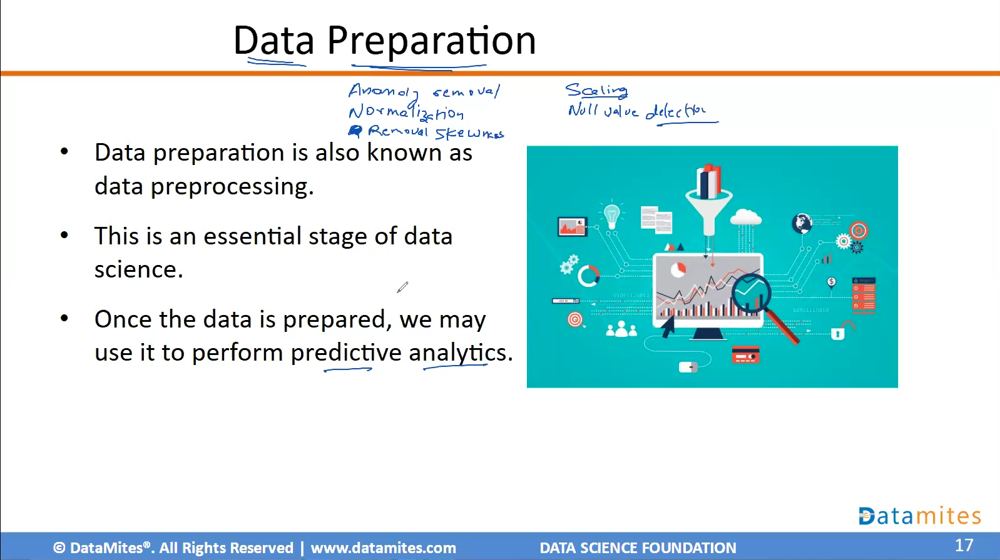 Data Preparation
Anomaly removal
Normalization
Removal Skewness
Scaling
Null value detection
• Data preparation is also known as
data preprocessing.
• This is an essential stage of data
science.
• Once the data is prepared, we may
use it to perform predictive analytics.
01001110010
01001110010
$
Datamites
© DataMites®. All Rights Reserved | www.datamites.com
DATA SCIENCE FOUNDATION
17